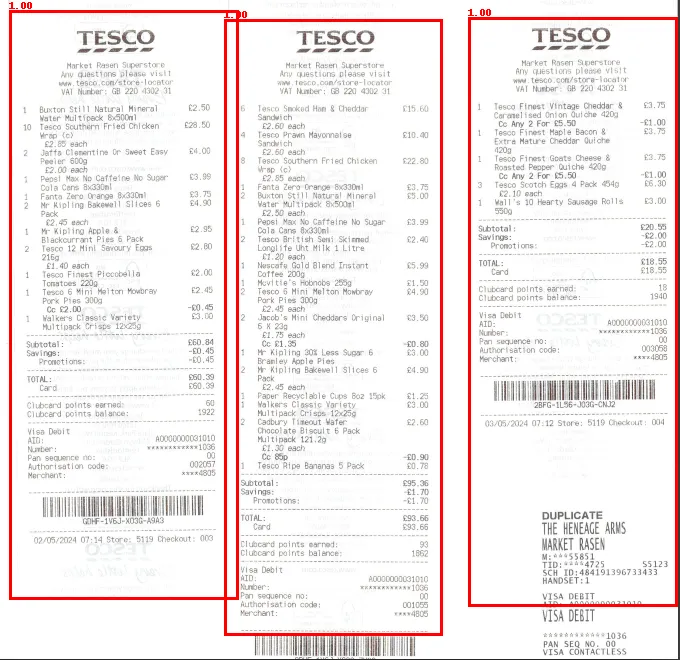 1.00
TESCO
Market Rasen Superstore
Any questions please visit
www.tesco.com/store-locator
VAT Number: GB 220 4302 31
1 Buxton Still Natural Mineral £2.50
Water Multipack 8x500ml
10 Tesco Southern Fried Chicken £28.50
Wrap (c)
£2.85 each
2 Jaffa Clementine Or Sweet Easy £4.00
Peeler 600g
£2.00 each
1 Pepsi Max No Caffeine No Sugar £3.99
Cola Cans 8x330ml
1 Fanta Zero Orange 8x330ml £3.75
2 Mr Kipling Bakewell Slices 6 £4.90
Pack
£2.45 each
1 Mr Kipling Apple & £2.95
Blackcurrant Pies 6 Pack
2 Tesco 12 Mini Savoury Eggs £2.80
216g
£1.40 each
1 Tesco Finest Piccobella £2.00
Tomatoes 220g
1 Tesco 6 Mini Melton Mowbray £2.45
Pork Pies 300g
Cc £2.00 -£0.45
1 Walkers Classic Variety £3.00
Multipack Crisps 12x25g
Subtotal: £60.84
Savings: -£0.45
Promotions: -£0.45
TOTAL: £60.39
Card £60.39
Clubcard points earned: 60
Clubcard points balance: 1922
Visa Debit
AID: A0000000031010
Number: ************1036
Pan sequence no: 00
Authorisation code: 002057
Merchant: ****4805
GDHF-1V6J-XO3G-A9A3
02/05/2024 07:14 Store: 5119 Checkout: 003
1.00
TESCO
Market Rasen Superstore
Any questions please visit
www.tesco.com/store-locator
VAT Number: GB 220 4302 31
6 Tesco Smoked Ham & Cheddar £15.60
Sandwich
£2.60 each
4 Tesco Prawn Mayonnaise £10.40
Sandwich
£2.60 each
8 Tesco Southern Fried Chicken £22.80
Wrap (c)
£2.85 each
1 Fanta Zero Orange 8x330ml £3.75
2 Buxton Still Natural Mineral £5.00
Water Multipack 8x500ml
£2.50 each
1 Pepsi Max No Caffeine No Sugar £3.99
Cola Cans 8x330ml
2 Tesco British Semi Skimmed £2.40
Longlife Uht Milk 1 Litre
£1.20 each
1 Nescafe Gold Blend Instant £5.99
Coffee 200g
1 Mcvitie's Hobnobs 255g £1.50
2 Tesco 6 Mini Melton Mowbray £4.90
Pork Pies 300g
£2.45 each
2 Jacob's Mini Cheddars Original £3.50
6 X 23g
£1.75 each
Cc £1.35 -£0.80
1 Mr Kipling 30% Less Sugar 6 £3.00
Bramley Apple Pies
2 Mr Kipling Bakewell Slices 6 £4.90
Pack
£2.45 each
1 Paper Recyclable Cups 8oz 15pk £1.25
1 Walkers Classic Variety £3.00
Multipack Crisps 12x25g
2 Cadbury Timeout Wafer £2.60
Chocolate Biscuit 6 Pack
Multipack 121.2g
£1.30 each
Cc 85p -£0.90
1 Tesco Ripe Bananas 5 Pack £0.78
Subtotal: £95.36
Savings: -£1.70
Promotions: -£1.70
TOTAL: £93.66
Card £93.66
Clubcard points earned: 93
Clubcard points balance: 1862
Visa Debit
AID: A0000000031010
Number: ************1036
Pan sequence no: 00
Authorisation code: 001055
Merchant: ****4805
1.00
TESCO
Market Rasen Superstore
Any questions please visit
www.tesco.com/store-locator
VAT Number: GB 220 4302 31
1 Tesco Finest Vintage Cheddar & £3.75
Caramelised Onion Quiche 420g
Cc Any 2 For £5.50 -£1.00
1 Tesco Finest Maple Bacon & £3.75
Extra Mature Cheddar Quiche
420g
1 Tesco Finest Goats Cheese & £3.75
Roasted Pepper Quiche 420g
Cc Any 2 For £5.50 -£1.00
3 Tesco Scotch Eggs 4 Pack 454g £6.30
£2.10 each
1 Wall's 10 Hearty Sausage Rolls £3.00
550g
Subtotal: £20.55
Savings: -£2.00
Promotions: -£2.00
TOTAL: £18.55
Card £18.55
Clubcard points earned: 18
Clubcard points balance: 1940
Visa Debit
AID: A0000000031010
Number: ************1036
Pan sequence no: 00
Authorisation code: 003058
Merchant: ****4805
2BFG-1L56-J03G-CNJ2
03/05/2024 07:12 Store: 5119 Checkout: 004
DUPLICATE
THE HENEAGE ARMS
MARKET RASEN
M:***55851
TID:****4725 S5123
SCH ID:484191396733433
HANDSET:1
VISA DEBIT
AID: A0000000031010
VISA DEBIT
************1036
PAN SEQ NO. 00
VISA CONTACTLESS